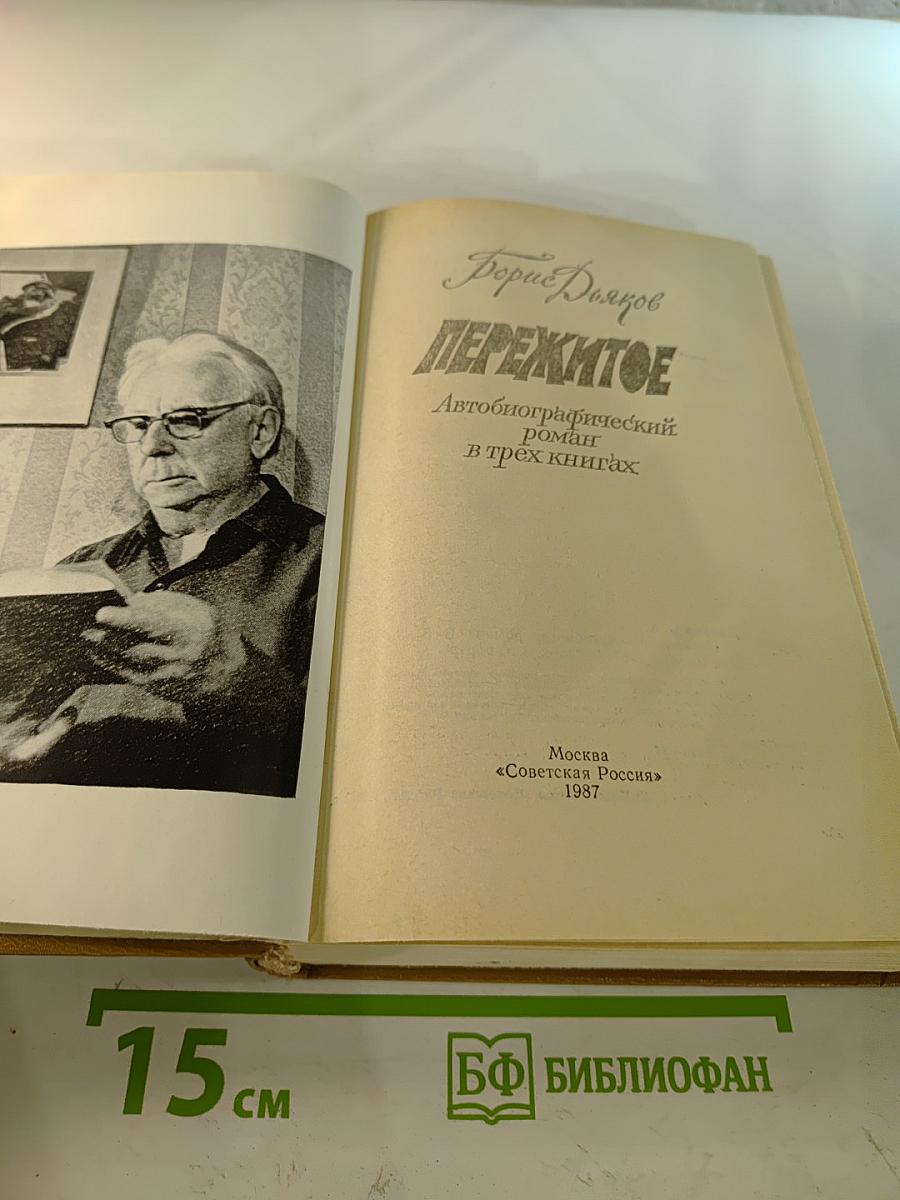 Борис Дьяков
ПЕРЕЖИТОЕ
Автобиографический
роман
в трех книгах
Москва
«Советская Россия»
1987
15 см
БФ БИБЛИОФАН